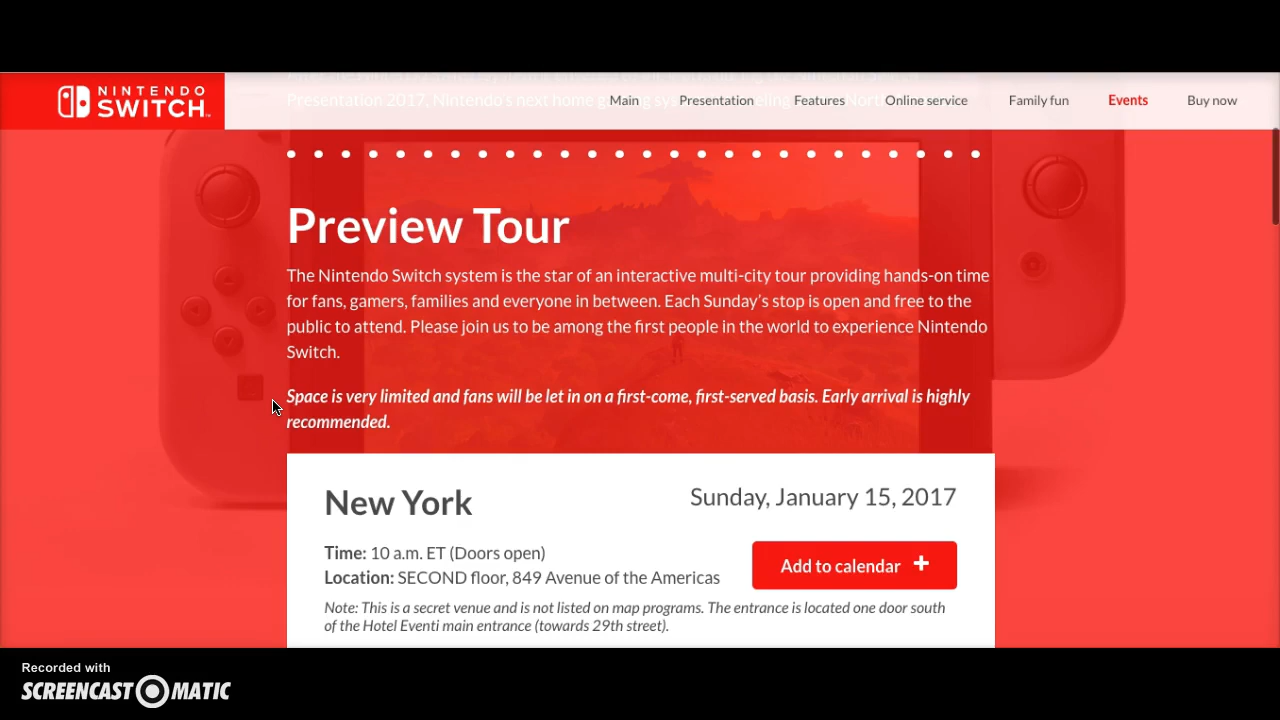 NINTENDO
SWITCH
Main Presentation Features Online service Family fun Events Buy now
Presentation 2017, Nintendo's next home
Preview Tour
The Nintendo Switch system is the star of an interactive multi-city tour providing hands-on time
for fans, gamers, families and everyone in between. Each Sunday's stop is open and free to the
public to attend. Please join us to be among the first people in the world to experience Nintendo
Switch.
Space is very limited and fans will be let in on a first-come, first-served basis. Early arrival is highly
recommended.
New York
Sunday, January 15, 2017
Time: 10 a.m. ET (Doors open)
Add to calendar +
Location: SECOND floor, 849 Avenue of the Americas
Note: This is a secret venue and is not listed on map programs. The entrance is located one door south
of the Hotel Eventi main entrance (towards 29th street).
Recorded with
SCREENCAST MATIC